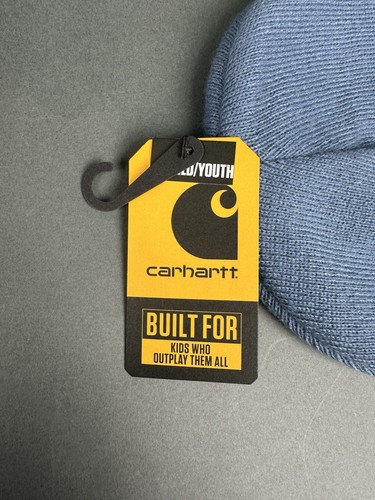 /YOUTH
carhartt
BUILT FOR
KIDS WHO
OUTPLAY THEM ALL